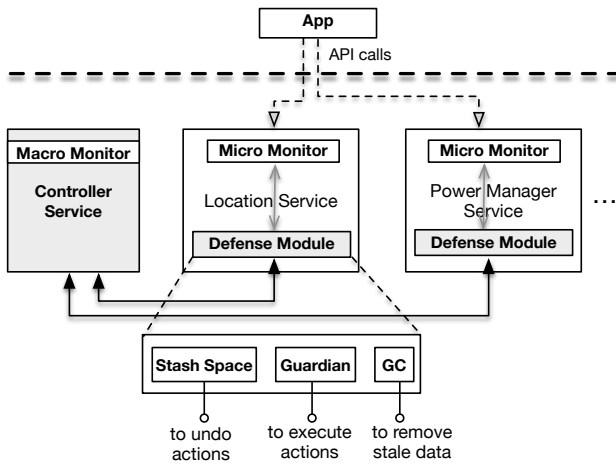 App
API calls
Macro Monitor
Controller
Service
Micro Monitor
Location Service
Defense Module
Micro Monitor
Power Manager
Service
Defense Module
...
Stash Space
Guardian
GC
to undo
actions
to execute
actions
to remove
stale data